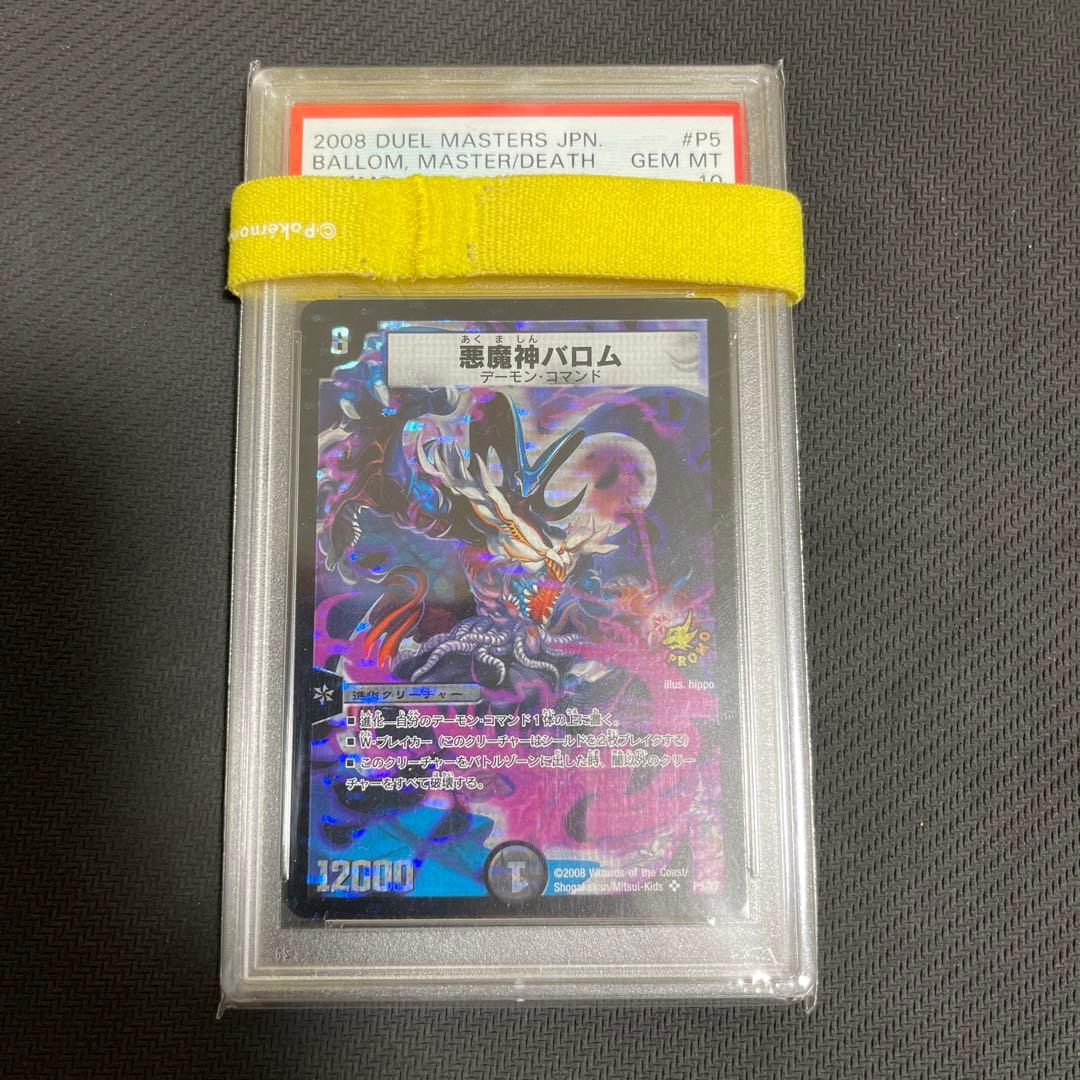 2008 DUEL MASTERS JPN. #P5
BALLOM, MASTER/DEATH GEM MT
10
©Pokémon
8
あくましん
悪魔神バロム
デーモン・コマンド
PROMO
illus. hippo
進化クリーチャー
■ 進化―自分のデーモン・コマンド1体の上に置く。
■ W・ブレイカー (このクリーチャーはシールドを2枚ブレイクする)
■ このクリーチャーをバトルゾーンに出した時、闇以外のクリー
チャーをすべて破壊する。
12000
1
©2008 Wizards of the Coast/
Shogakukan/Mitsui-Kids